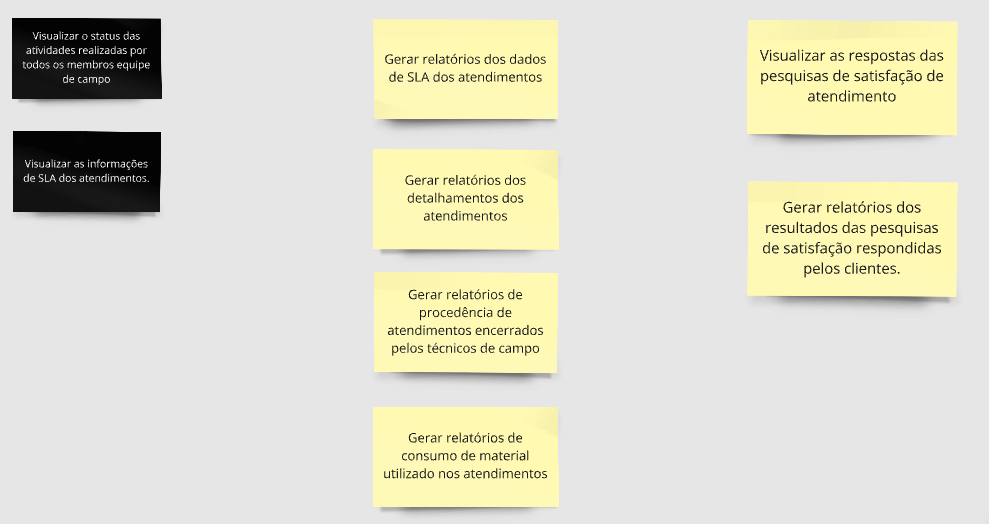 Visualizar o status das
atividades realizadas por
todos os membros equipe
de campo
Visualizar as informações
de SLA dos atendimentos.
Gerar relatórios dos dados
de SLA dos atendimentos
Gerar relatórios dos
detalhamentos dos
atendimentos
Gerar relatórios de
procedência de
atendimentos encerrados
pelos técnicos de campo
Gerar relatórios de
consumo de material
utilizado nos atendimentos
Visualizar as respostas das
pesquisas de satisfação de
atendimento
Gerar relatórios dos
resultados das pesquisas
de satisfação respondidas
pelos clientes.